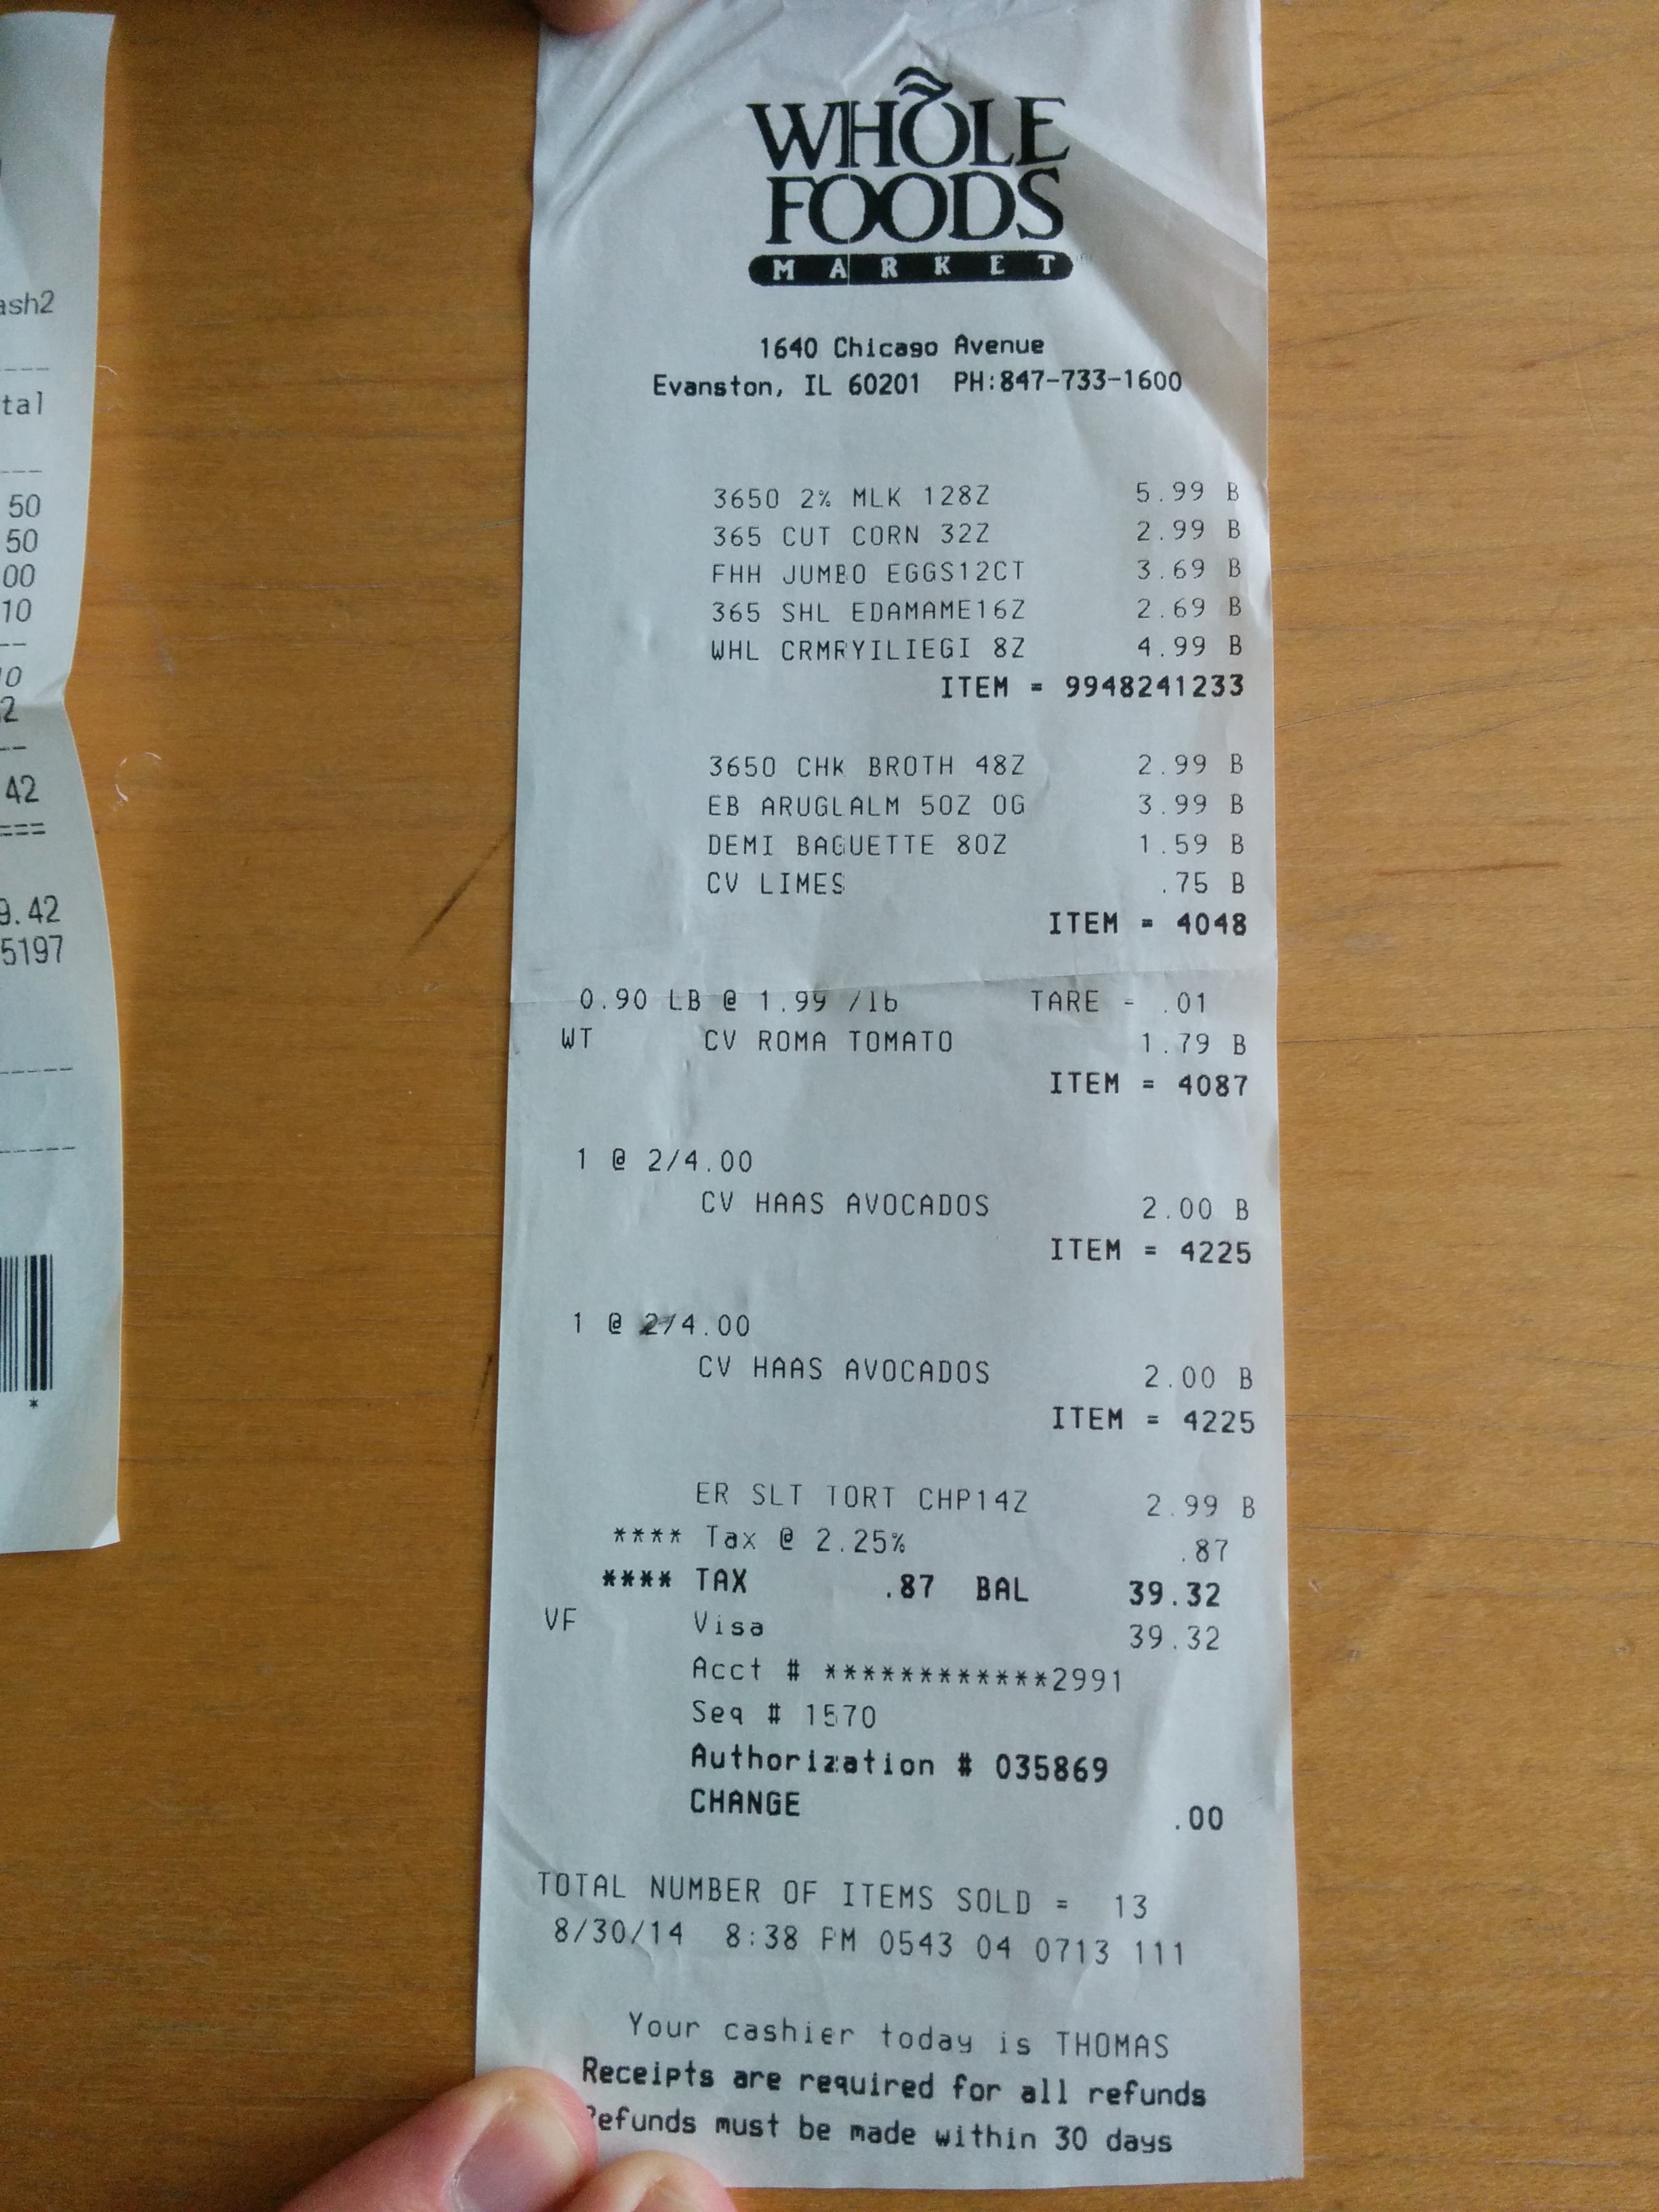 ash2
tal
50
50
00
10
10
2
42
===
9.42
5197
*
WHOLE
FOODS
MARKET
1640 Chicago Avenue
Evanston, IL 60201 PH:847-733-1600
3650 2% MLK 128Z 5.99 B
365 CUT CORN 32Z 2.99 B
FHH JUMBO EGGS12CT 3.69 B
365 SHL EDAMAME16Z 2.69 B
WHL CRMRYILIEGI 8Z 4.99 B
ITEM = 9948241233
3650 CHK BROTH 48Z 2.99 B
EB ARUGLALM 5OZ OG 3.99 B
DEMI BAGUETTE 8OZ 1.59 B
CV LIMES .75 B
ITEM = 4048
0.90 LB @ 1.99 /lb TARE - .01
WT CV ROMA TOMATO 1.79 B
ITEM = 4087
1 @ 2/4.00
CV HAAS AVOCADOS 2.00 B
ITEM = 4225
1 @ 2/4.00
CV HAAS AVOCADOS 2.00 B
ITEM = 4225
ER SLT TORT CHP14Z 2.99 B
**** Tax @ 2.25% .87
**** TAX .87 BAL 39.32
VF Visa 39.32
Acct # ************2991
Seq # 1570
Authorization # 035869
CHANGE .00
TOTAL NUMBER OF ITEMS SOLD = 13
8/30/14 8:38 PM 0543 04 0713 111
Your cashier today is THOMAS
Receipts are required for all refunds
Refunds must be made within 30 days